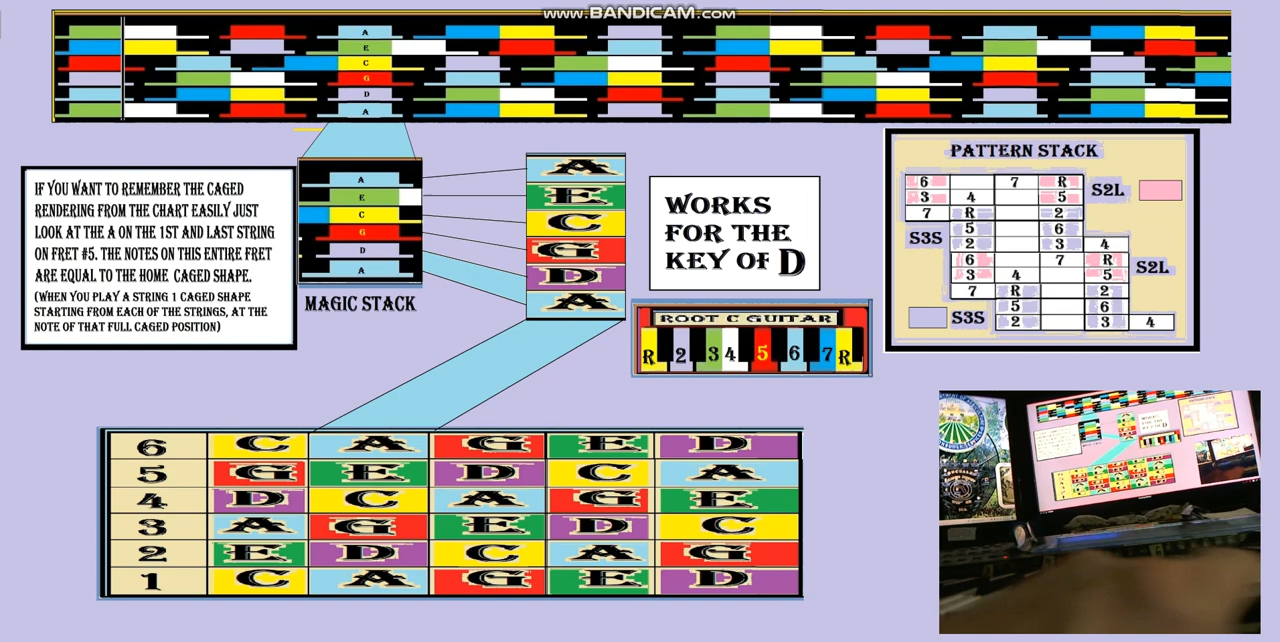 WWW.BANDICAM.COM
A
E
C
G
D
A
IF YOU WANT TO REMEMBER THE CAGED
RENDERING FROM THE CHART EASILY JUST
LOOK AT THE A ON THE 1ST AND LAST STRING
ON FRET #5. THE NOTES ON THIS ENTIRE FRET
ARE EQUAL TO THE HOME CAGED SHAPE.
(WHEN YOU PLAY A STRING 1 CAGED SHAPE
STARTING FROM EACH OF THE STRINGS, AT THE
NOTE OF THAT FULL CAGED POSITION)
A
E
C
G
D
A
MAGIC STACK
A
E
C
G
D
A
WORKS
FOR THE
KEY OF D
ROOT C GUITAR
R 2 3 4 5 6 7 R
PATTERN STACK
6 7 R
3 4 5
7 R 2
5 6
2 3 4
6 7 R
3 4 5
7 R 2
5 6
2 3 4
S2L
S3S
S2L
S3S
6 C A G E D
5 G E D C A
4 D C A G E
3 A G E D C
2 E D C A G
1 C A G E D